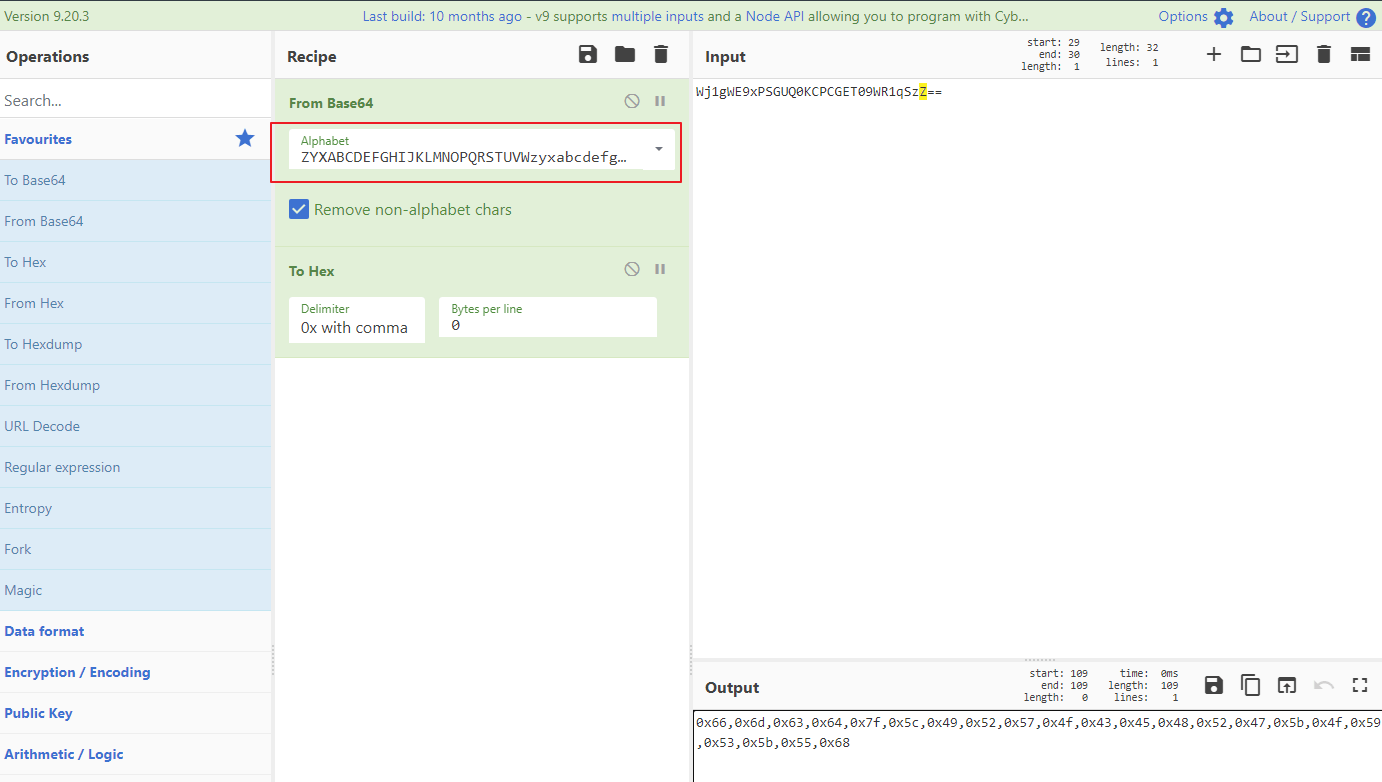 Version 9.20.3
Last build: 10 months ago - v9 supports multiple inputs and a Node API allowing you to program with Cyb...
Options
About / Support
Operations
Search...
Favourites
To Base64
From Base64
To Hex
From Hex
To Hexdump
From Hexdump
URL Decode
Regular expression
Entropy
Fork
Magic
Data format
Encryption / Encoding
Public Key
Arithmetic / Logic
Recipe
From Base64
Alphabet
ZYXABCDEFGHIJKLMNOPQRSTUVWzyxabcdefg...
Remove non-alphabet chars
To Hex
Delimiter
0x with comma
Bytes per line
0
Input
start: 29
end: 30
length: 1
length: 32
lines: 1
Wj1gWE9xPSGUQ0KCPCGET09WR1qSzZ==
Output
start: 109
end: 109
length: 0
time: 0ms
length: 109
lines: 1
0x66,0x6d,0x63,0x64,0x7f,0x5c,0x49,0x52,0x57,0x4f,0x43,0x45,0x48,0x52,0x47,0x5b,0x4f,0x59
,0x53,0x5b,0x55,0x68